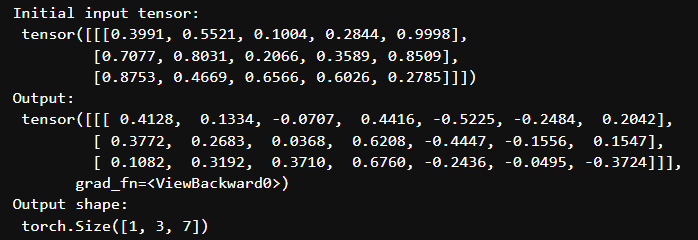 Initial input tensor:
tensor([[[0.3991, 0.5521, 0.1004, 0.2844, 0.9998],
[0.7077, 0.8031, 0.2066, 0.3589, 0.8509],
[0.8753, 0.4669, 0.6566, 0.6026, 0.2785]]])
Output:
tensor([[[ 0.4128, 0.1334, -0.0707, 0.4416, -0.5225, -0.2484, 0.2042],
[ 0.3772, 0.2683, 0.0368, 0.6208, -0.4447, -0.1556, 0.1547],
[ 0.1082, 0.3192, 0.3710, 0.6760, -0.2436, -0.0495, -0.3724]]],
grad_fn=<ViewBackward0>)
Output shape:
torch.Size([1, 3, 7])